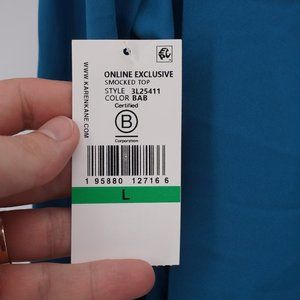 WWW.KARENKANE.COM
ONLINE EXCLUSIVE
SMOCKED TOP
STYLE 3L25411
COLOR BAB
Certified
B
Corporation
1 95880 12716 6
L